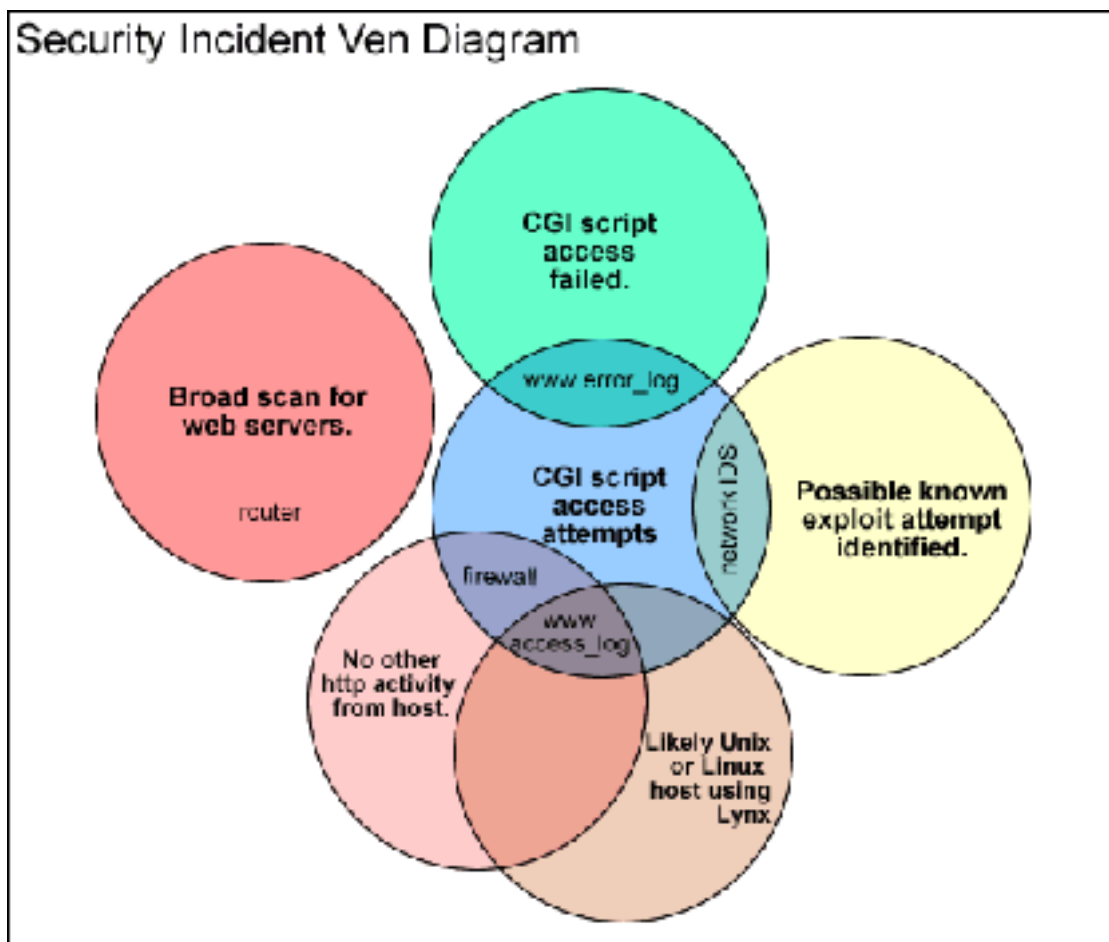 Security Incident Ven Diagram
CGI script
access
failed.
www error_log
Broad scan for
web servers.
router
CGI script
access
attempts
network IDS
Possible known
exploit attempt
identified.
firewall
www
access_log
No other
http activity
from host.
Likely Unix
or Linux
host using
Lynx